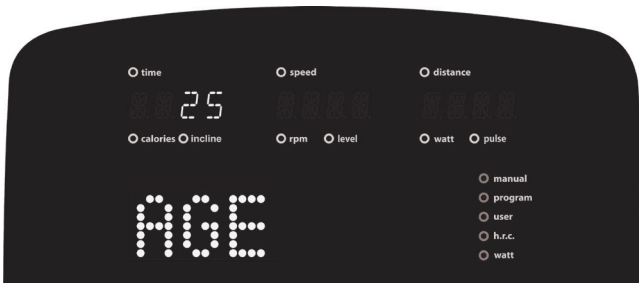 time speed distance
25
calories incline rpm level watt pulse
manual
program
user
h.r.c.
watt
AGE